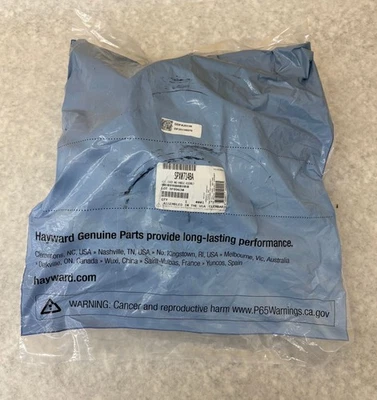 SPX0714BA
Hayward Genuine Parts provide long-lasting performance.
Clemmons, NC, USA • Nashville, TN, USA • No. Kingstown, RI, USA • Melbourne, Vic, Australia
• Oakville, ON, Canada • Wuxi, China • Saint-Vulbas, France • Yuncos, Spain
hayward.com
WARNING: Cancer and reproductive harm www.P65Warnings.ca.gov